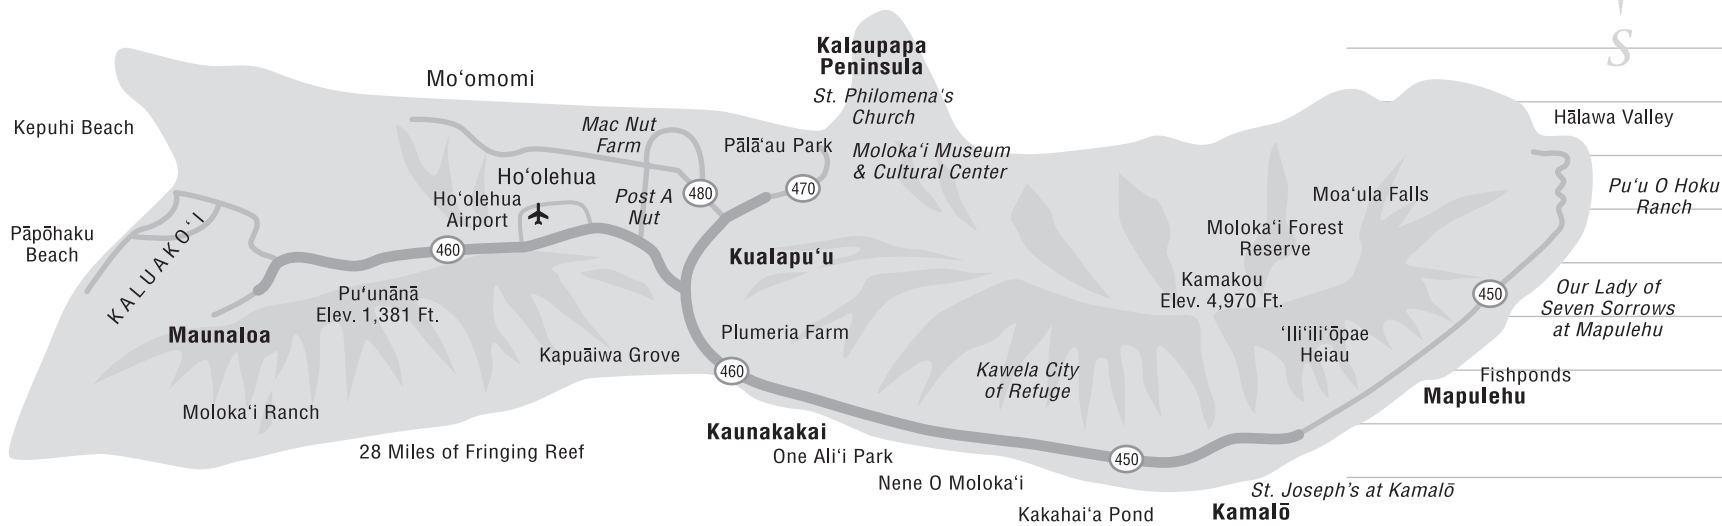 S
Kalaupapa
Peninsula
St. Philomena's
Church
Moloka‘i Museum
& Cultural Center
Mo‘omomi
Kepuhi Beach
Mac Nut
Farm
Pālā‘au Park
Hālawa Valley
Ho‘olehua
Ho‘olehua
Airport
Post A
Nut
480
470
Moa‘ula Falls
Pu‘u O Hoku
Ranch
Pāpōhaku
Beach
KALUAKO‘I
460
Kualapu‘u
Moloka‘i Forest
Reserve
Kamakou
Elev. 4,970 Ft.
450
Our Lady of
Seven Sorrows
at Mapulehu
Pu‘unānā
Elev. 1,381 Ft.
Maunaloa
Plumeria Farm
Kapuāiwa Grove
460
‘Ili‘ili‘ōpae
Heiau
Kawela City
of Refuge
Fishponds
Mapulehu
Moloka‘i Ranch
28 Miles of Fringing Reef
Kaunakakai
One Ali‘i Park
450
Nene O Moloka‘i
Kakahai‘a Pond
St. Joseph's at Kamalō
Kamalō